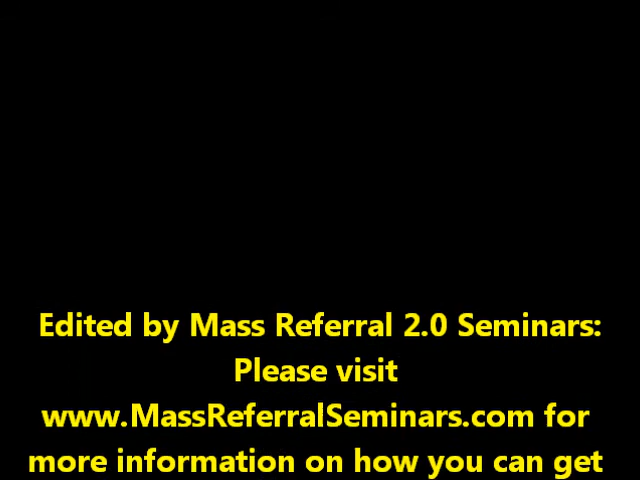 Edited by Mass Referral 2.0 Seminars:
Please visit
www.MassReferralSeminars.com for
more information on how you can get